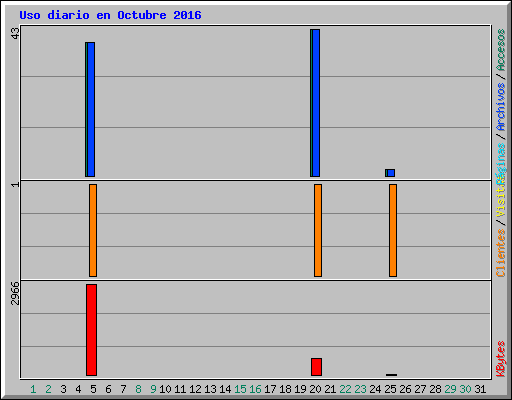 Uso diario en Octubre 2016
43
1
2966
Clientes / Visitas
Páginas / Archivos / Accesos
KBytes
1 2 3 4 5 6 7 8 9 10 11 12 13 14 15 16 17 18 19 20 21 22 23 24 25 26 27 28 29 30 31